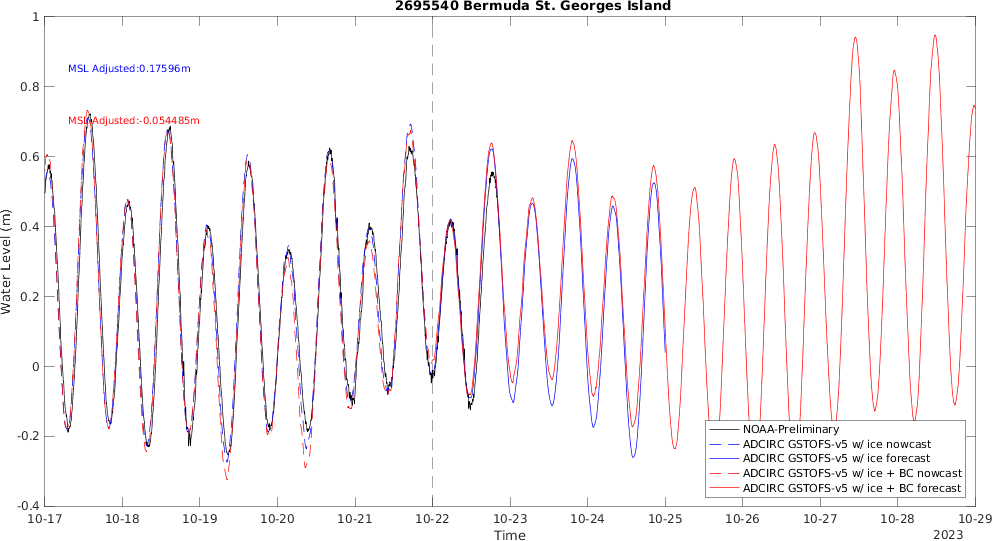 2695540 Bermuda St. Georges Island
MSL Adjusted:0.17596m
MSL Adjusted:-0.054485m
Water Level (m)
1
0.8
0.6
0.4
0.2
0
-0.2
-0.4
10-17 10-18 10-19 10-20 10-21 10-22 10-23 10-24 10-25 10-26 10-27 10-28 10-29
Time
2023
NOAA-Preliminary
ADCIRC GSTOFS-v5 w/ ice nowcast
ADCIRC GSTOFS-v5 w/ ice forecast
ADCIRC GSTOFS-v5 w/ ice + BC nowcast
ADCIRC GSTOFS-v5 w/ ice + BC forecast